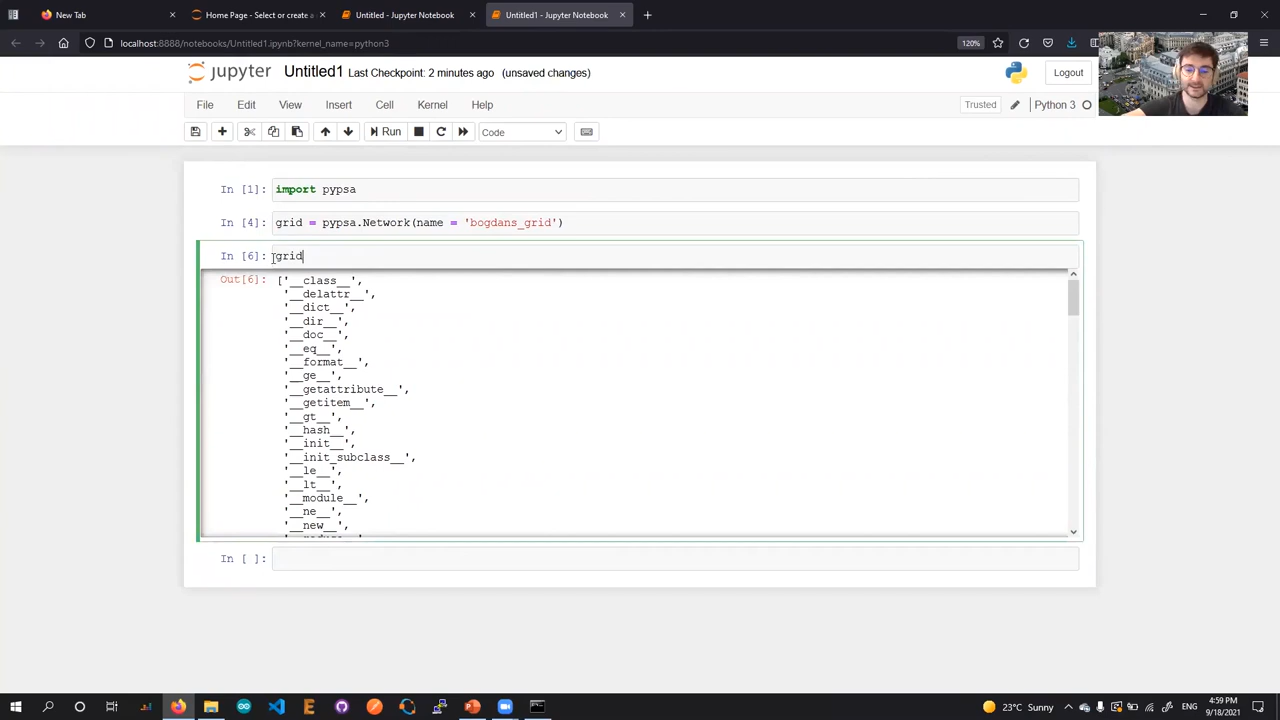 New Tab
Home Page - Select or create a
Untitled - Jupyter Notebook
Untitled1 - Jupyter Notebook
localhost:8888/notebooks/Untitled1.ipynb?kernel_name=python3
120%
jupyter Untitled1 Last Checkpoint: 2 minutes ago (unsaved changes)
Logout
File Edit View Insert Cell Kernel Help
Trusted
Python 3
Run
Code
In [1]: import pypsa
In [4]: grid = pypsa.Network(name = 'bogdans_grid')
In [6]: grid
Out[6]: ['__class__',
'__delattr__',
'__dict__',
'__dir__',
'__doc__',
'__eq__',
'__format__',
'__ge__',
'__getattribute__',
'__getitem__',
'__gt__',
'__hash__',
'__init__',
'__init_subclass__',
'__le__',
'__lt__',
'__module__',
'__ne__',
'__new__',
In [ ]:
23°C Sunny
4:59 PM
9/18/2021